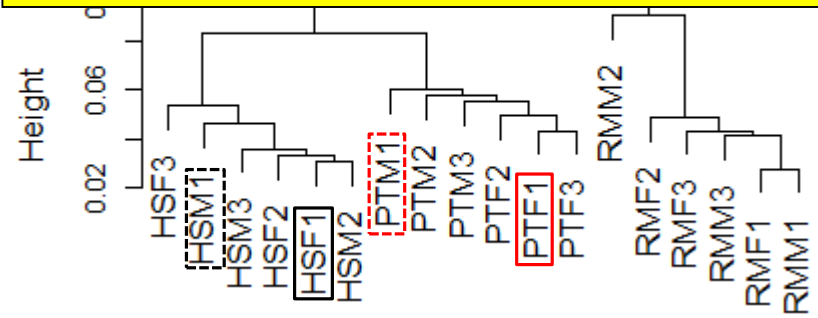 Height
0.06
0.02
HSF3
HSM1
HSM3
HSF2
HSF1
HSM2
PTM1
PTM2
PTM3
PTF2
PTF1
PTF3
RMM2
RMF2
RMF3
RMM3
RMF1
RMM1